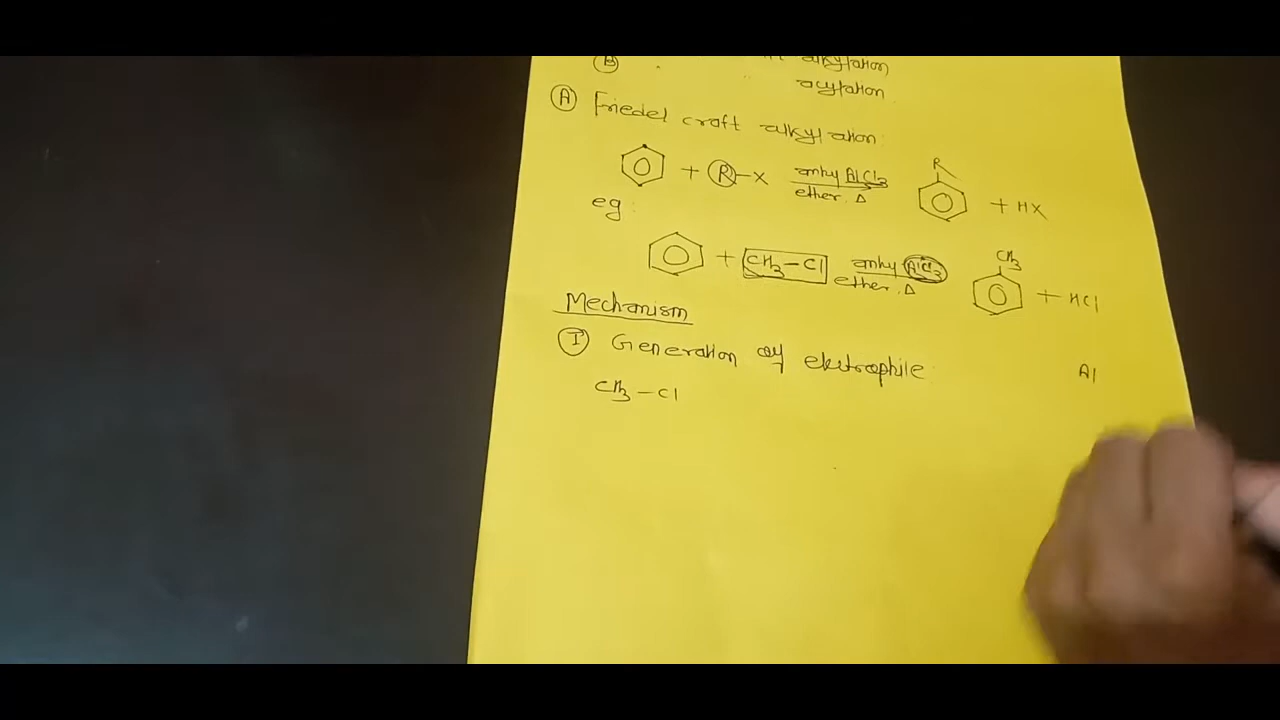 B alkylation
acylation
A Friedel craft alkylation:
+ R-X anhy AlCl3 ether. Δ R + HX
eg:
+ CH3-Cl anhy AlCl3 ether. Δ CH3 + HCl
Mechanism
I Generation of electrophile:
Al
CH3-Cl